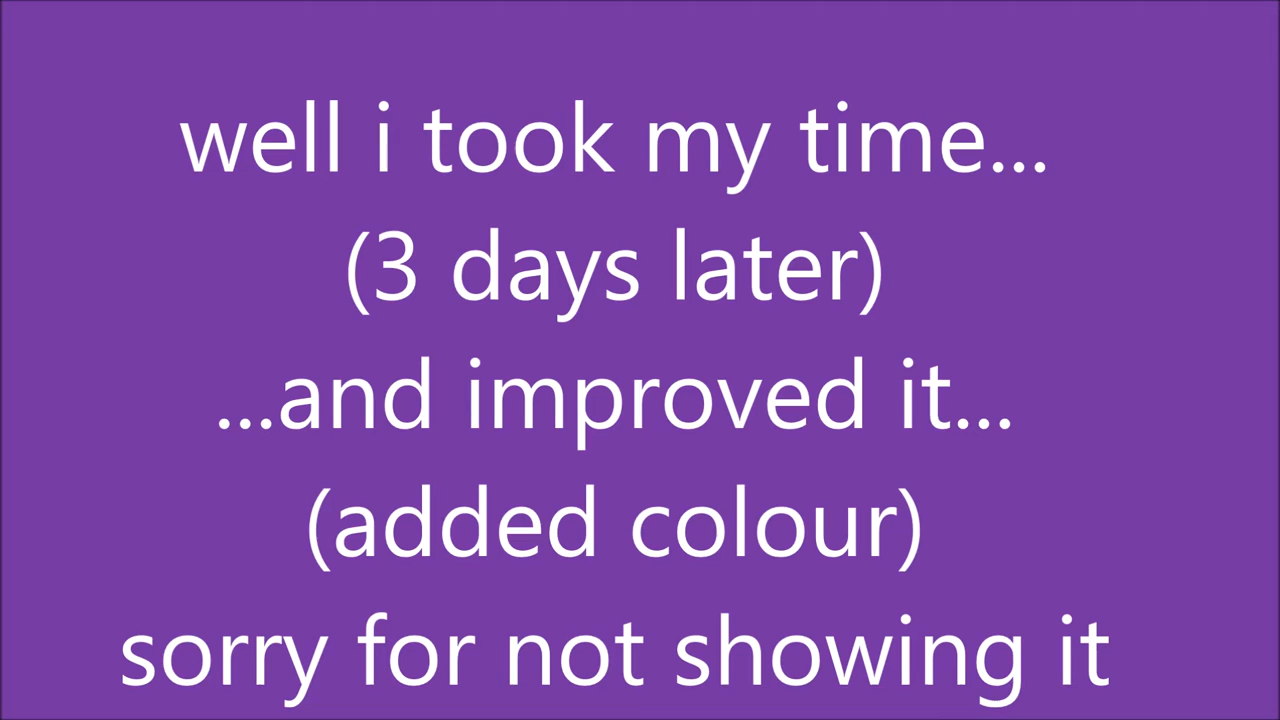 well i took my time...
(3 days later)
...and improved it...
(added colour)
sorry for not showing it